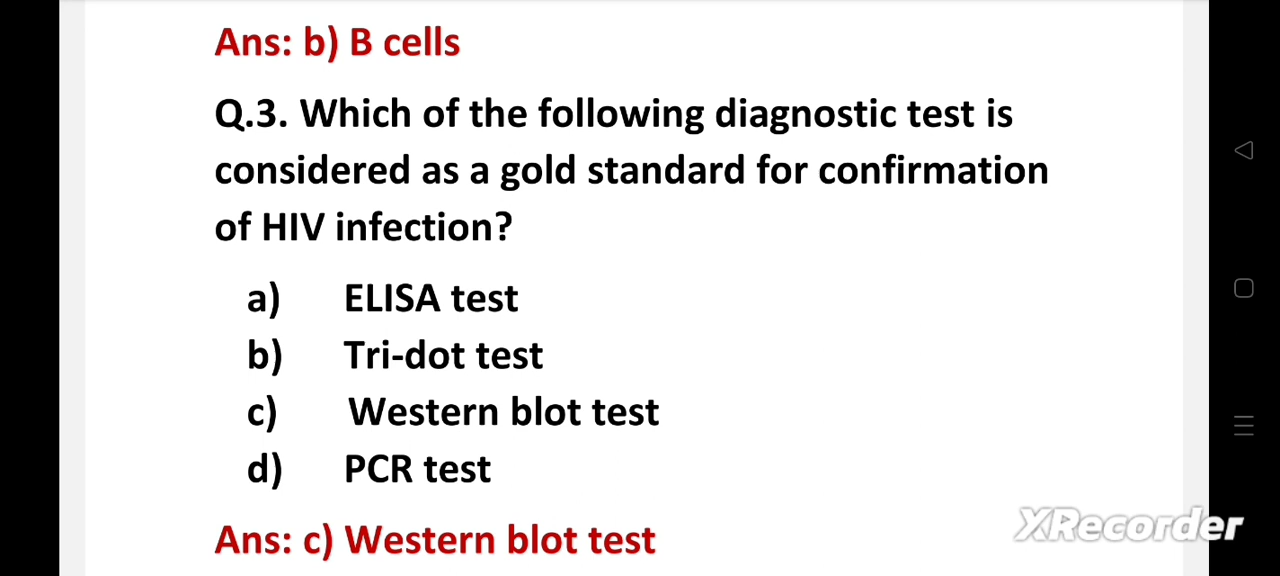 Ans: b) B cells
Q.3. Which of the following diagnostic test is
considered as a gold standard for confirmation
of HIV infection?
a) ELISA test
b) Tri-dot test
c) Western blot test
d) PCR test
XRecorder
Ans: c) Western blot test